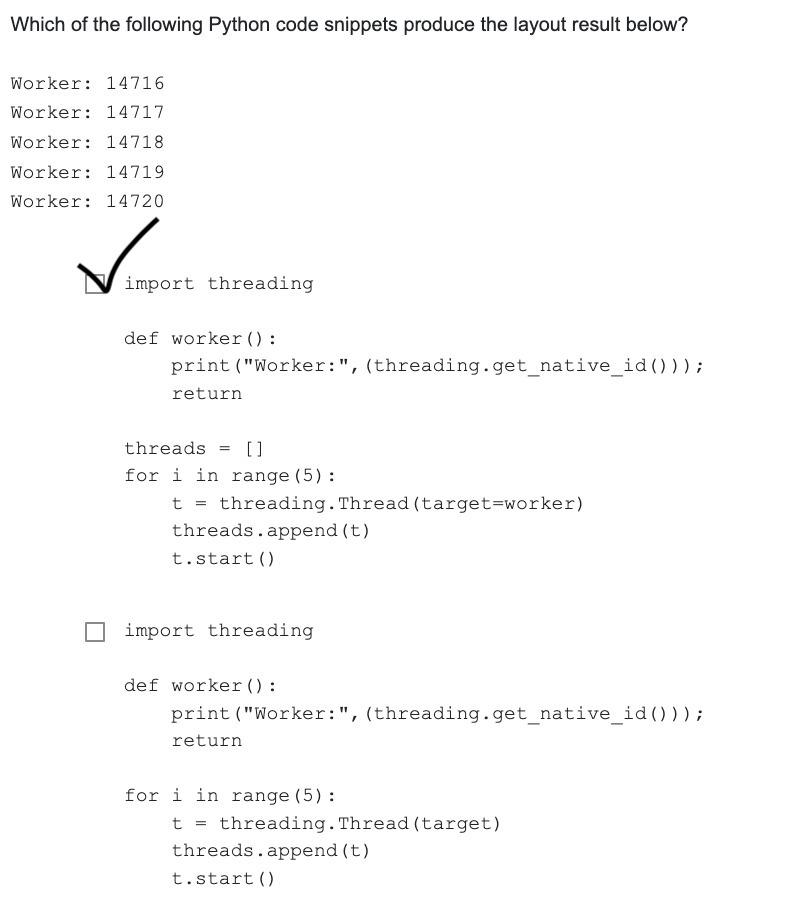 Which of the following Python code snippets produce the layout result below?
Worker: 14716
Worker: 14717
Worker: 14718
Worker: 14719
Worker: 14720
import threading
def worker():
    print("Worker:",(threading.get_native_id()));
    return
threads = []
for i in range(5):
    t = threading.Thread(target=worker)
    threads.append(t)
    t.start()
import threading
def worker():
    print("Worker:",(threading.get_native_id()));
    return
for i in range(5):
    t = threading.Thread(target)
    threads.append(t)
    t.start()